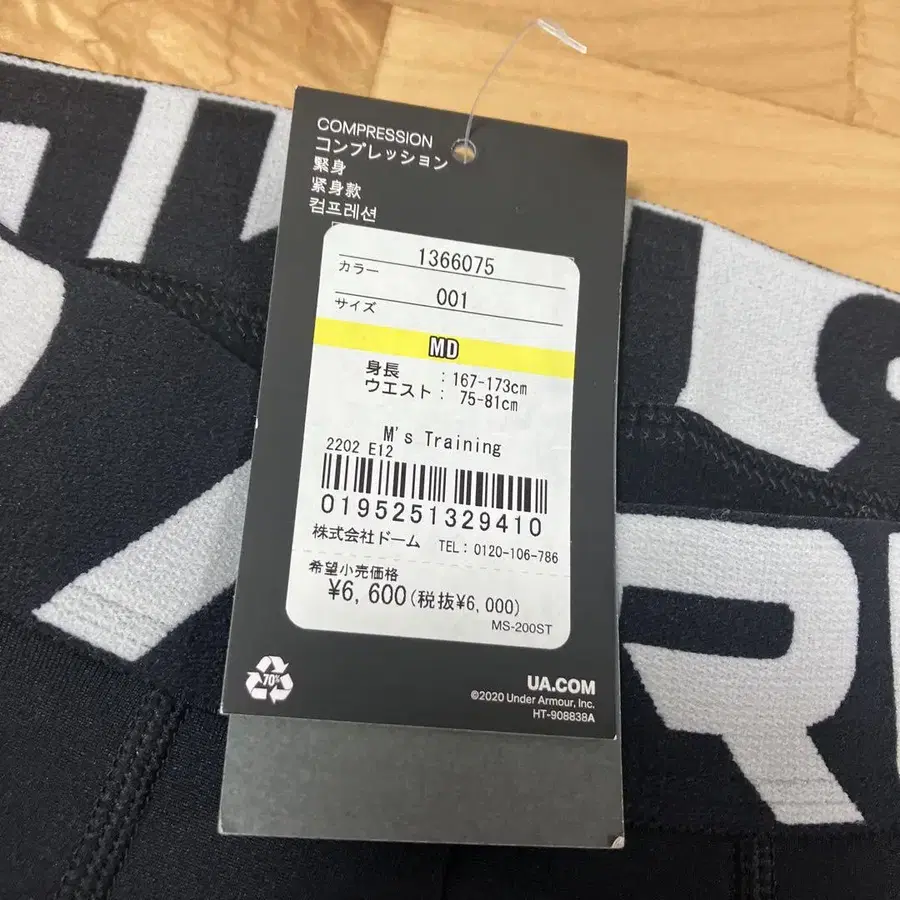 COMPRESSION
コンプレッション
緊身
紧身款
컴프레션
1366075
カラー
001
サイズ
MD
身長 : 167-173cm
ウエスト : 75-81cm
M's Training
2202 E12
0195251329410
株式会社ドーム TEL: 0120-106-786
希望小売価格
¥6,600(税抜¥6,000)
MS-200ST
70%
UA.COM
©2020 Under Armour, Inc.
HT-908838A